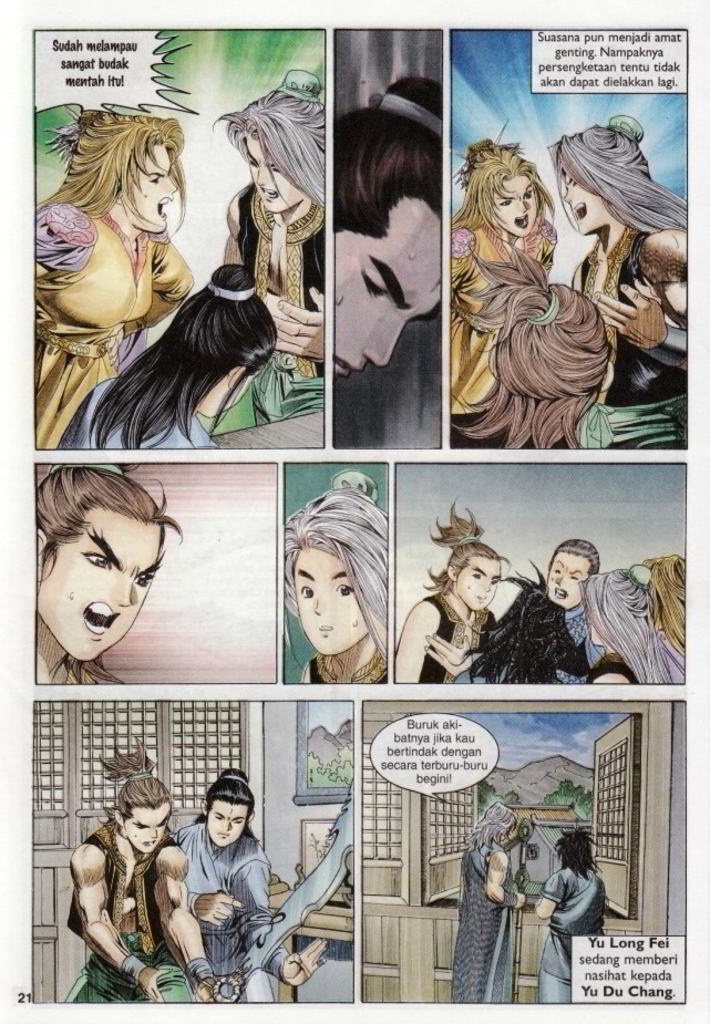 Sudah melampau
sangat budak
mentah itu!
Suasana pun menjadi amat
genting. Nampaknya
persengketaan tentu tidak
akan dapat dielakkan lagi.
Buruk aki-
batnya jika kau
bertindak dengan
secara terburu-buru
begini!
Yu Long Fei
sedang memberi
nasihat kepada
Yu Du Chang.
21